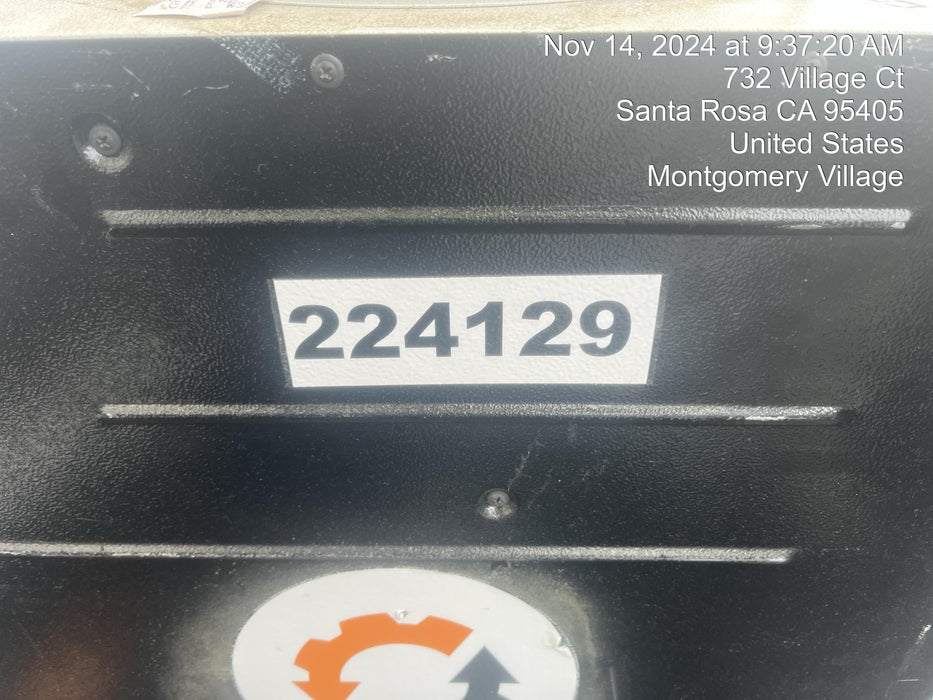 Nov 14, 2024 at 9:37:20 AM
732 Village Ct
Santa Rosa CA 95405
United States
Montgomery Village
224129